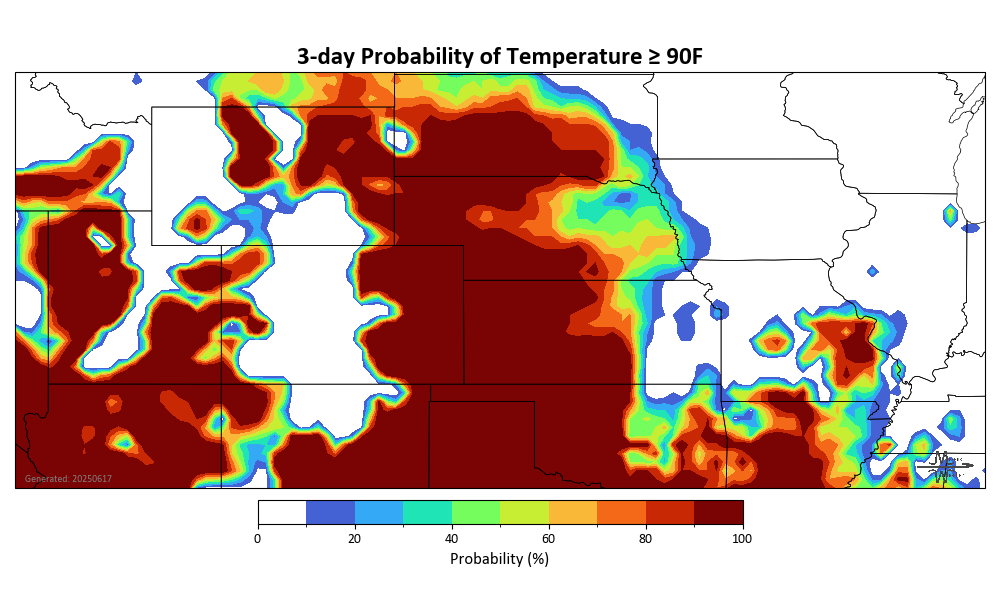 3-day Probability of Temperature ≥ 90F
Generated: 20250617
0 20 40 60 80 100
Probability (%)